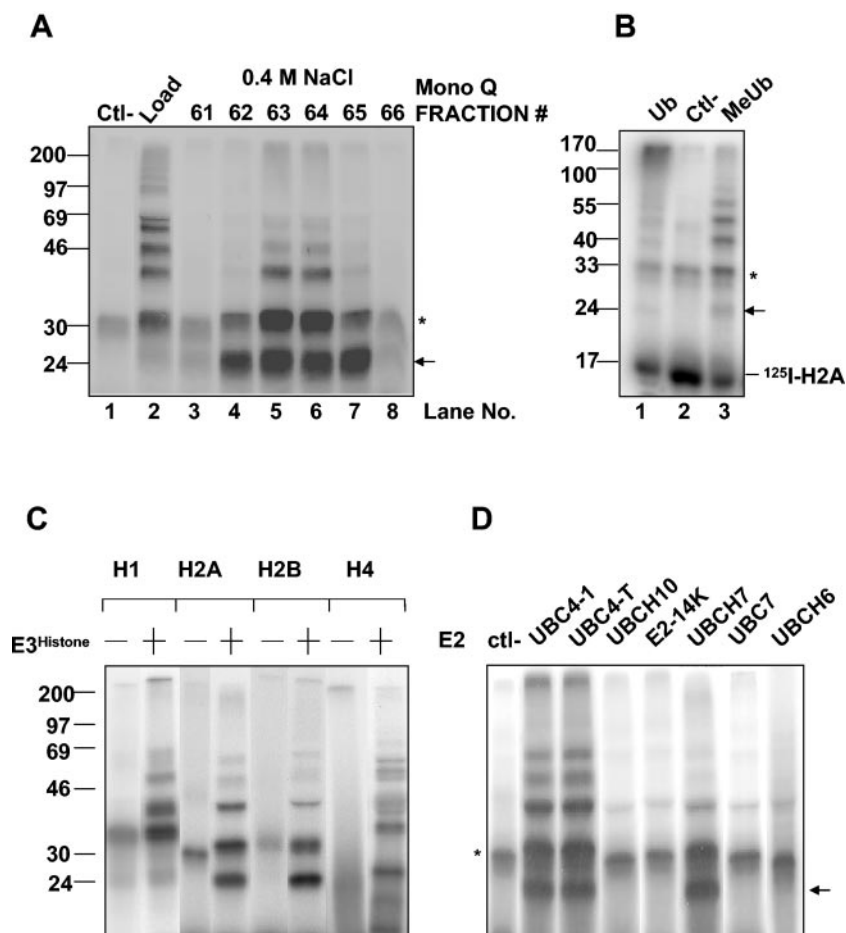 A
0.4 M NaCl
Mono Q
Ctl- Load 61 62 63 64 65 66 FRACTION #
200
97
69
46
30
*
24
1 2 3 4 5 6 7 8 Lane No.
B
Ub Ctl- MeUb
170
100
55
40
33
*
24
17
125I-H2A
1 2 3
C
H1 H2A H2B H4
E3Histone — + — + — + — +
200
97
69
46
30
24
D
E2 ctl- UBC4-1 UBC4-T UBCH10 E2-14K UBCH7 UBC7 UBCH6
*